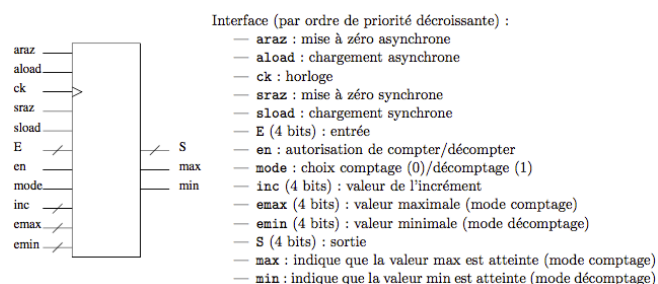 araz
aload
ck
sraz
sload
E
en
mode
inc
emax
emin
S
max
min
Interface (par ordre de priorité décroissante) :
— araz : mise à zéro asynchrone
— aload : chargement asynchrone
— ck : horloge
— sraz : mise à zéro synchrone
— sload : chargement synchrone
— E (4 bits) : entrée
— en : autorisation de compter/décompter
— mode : choix comptage (0)/décomptage (1)
— inc (4 bits) : valeur de l'incrément
— emax (4 bits) : valeur maximale (mode comptage)
— emin (4 bits) : valeur minimale (mode décomptage)
— S (4 bits) : sortie
— max : indique que la valeur max est atteinte (mode comptage)
— min : indique que la valeur min est atteinte (mode décomptage)